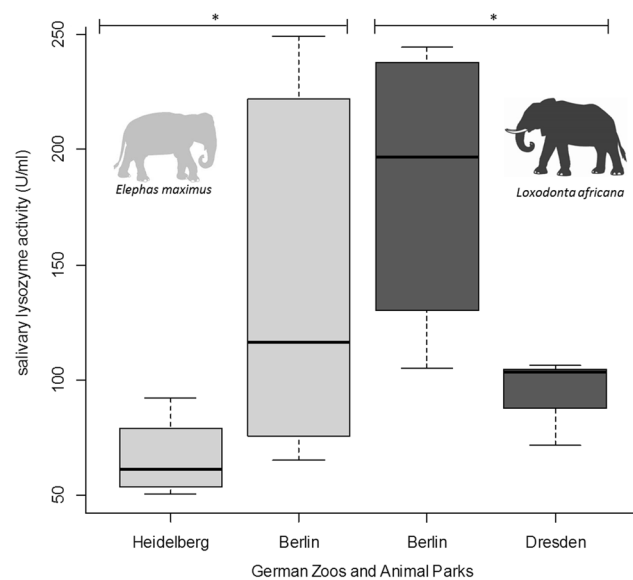 * *
250
200
150
100
50
salivary lysozyme activity (U/ml)
Elephas maximus
Loxodonta africana
Heidelberg Berlin Berlin Dresden
German Zoos and Animal Parks